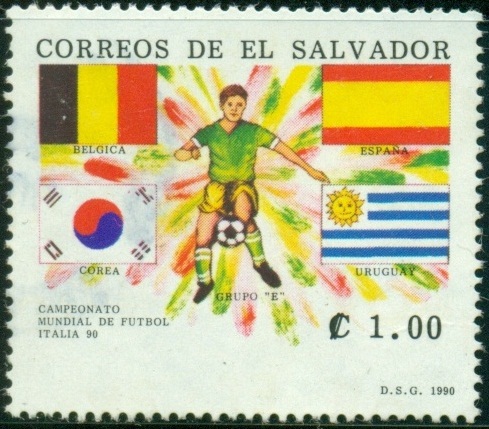 CORREOS DE EL SALVADOR
BELGICA
ESPAÑA
COREA
URUGUAY
GRUPO "E"
CAMPEONATO
MUNDIAL DE FUTBOL
ITALIA 90
₡ 1.00
D.S.G. 1990